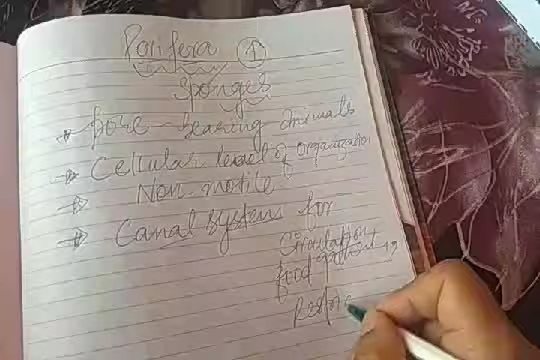 Porifera ①
Sponges
→ Pore-bearing Animals
→ Cellular level of organization
→ Non motile
→ Canal system for
Circulation
food